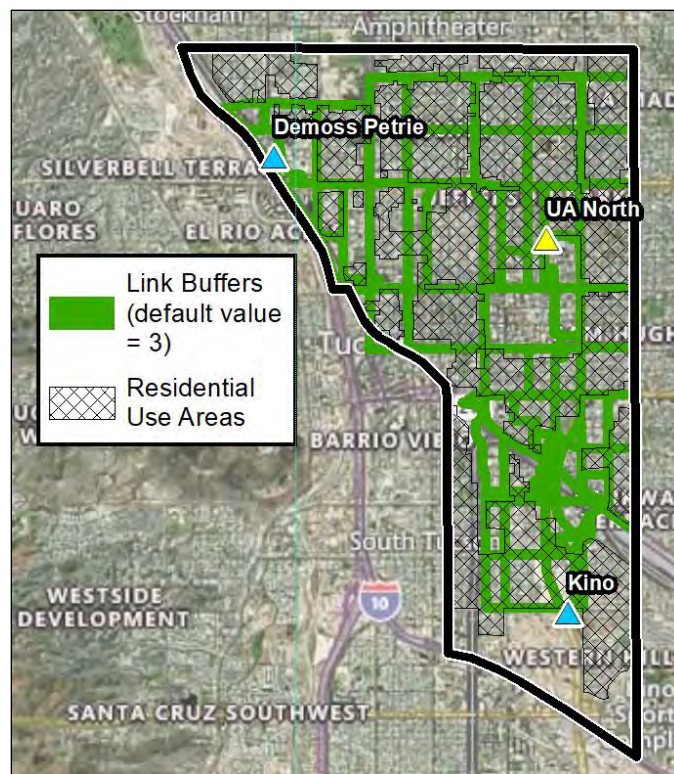 Stockham
Amphitheater
Demoss Petrie
SILVERBELL TERRA
UA North
EL RIO AC
FLORES
Link Buffers
(default value
= 3)
Residential
Use Areas
Tuc
BARRIO VIE
South Tucson
Kino
10
WESTSIDE
DEVELOPMENT
WESTERN HILL
SANTA CRUZ SOUTHWEST